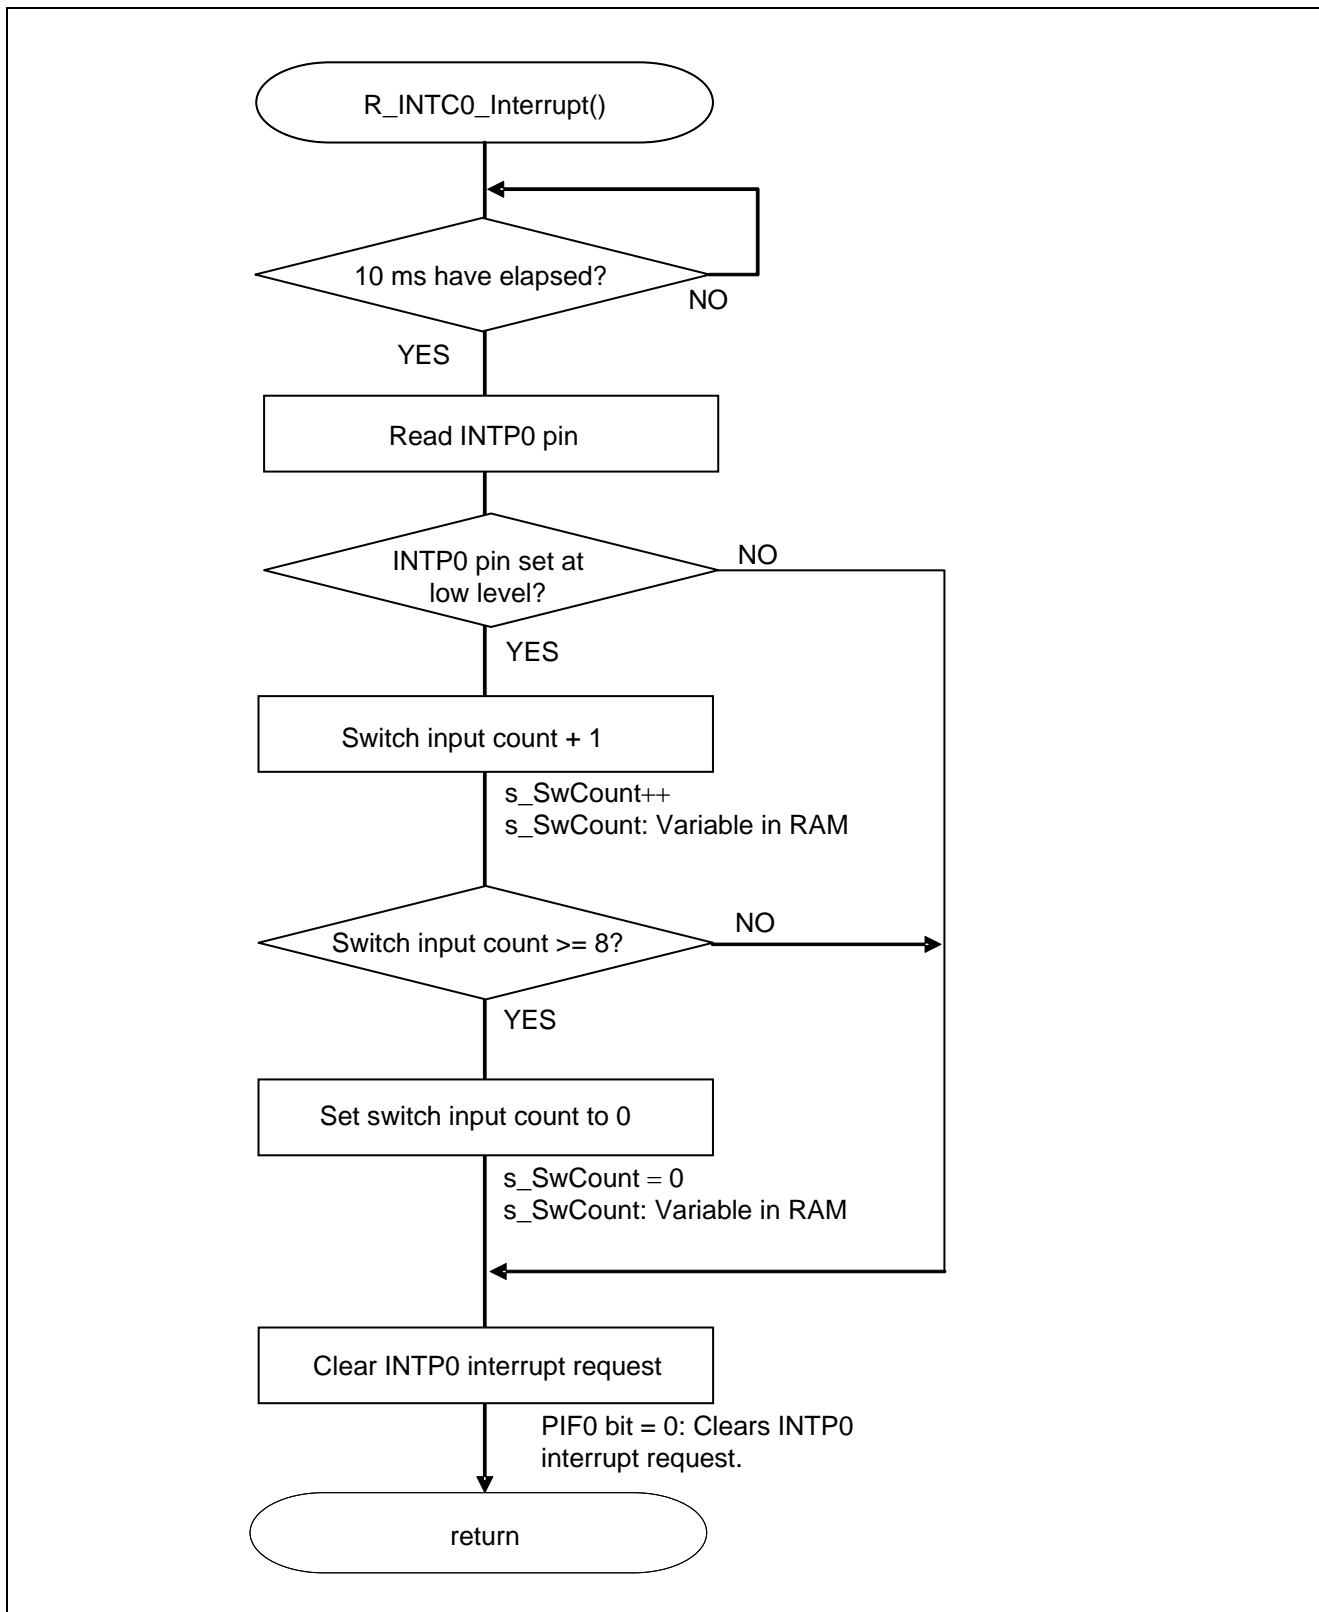 R_INTC0_Interrupt()
10 ms have elapsed?
NO
YES
Read INTP0 pin
INTP0 pin set at
low level?
NO
YES
Switch input count + 1
s_SwCount++
s_SwCount: Variable in RAM
Switch input count >= 8?
NO
YES
Set switch input count to 0
s_SwCount = 0
s_SwCount: Variable in RAM
Clear INTP0 interrupt request
PIF0 bit = 0: Clears INTP0
interrupt request.
return